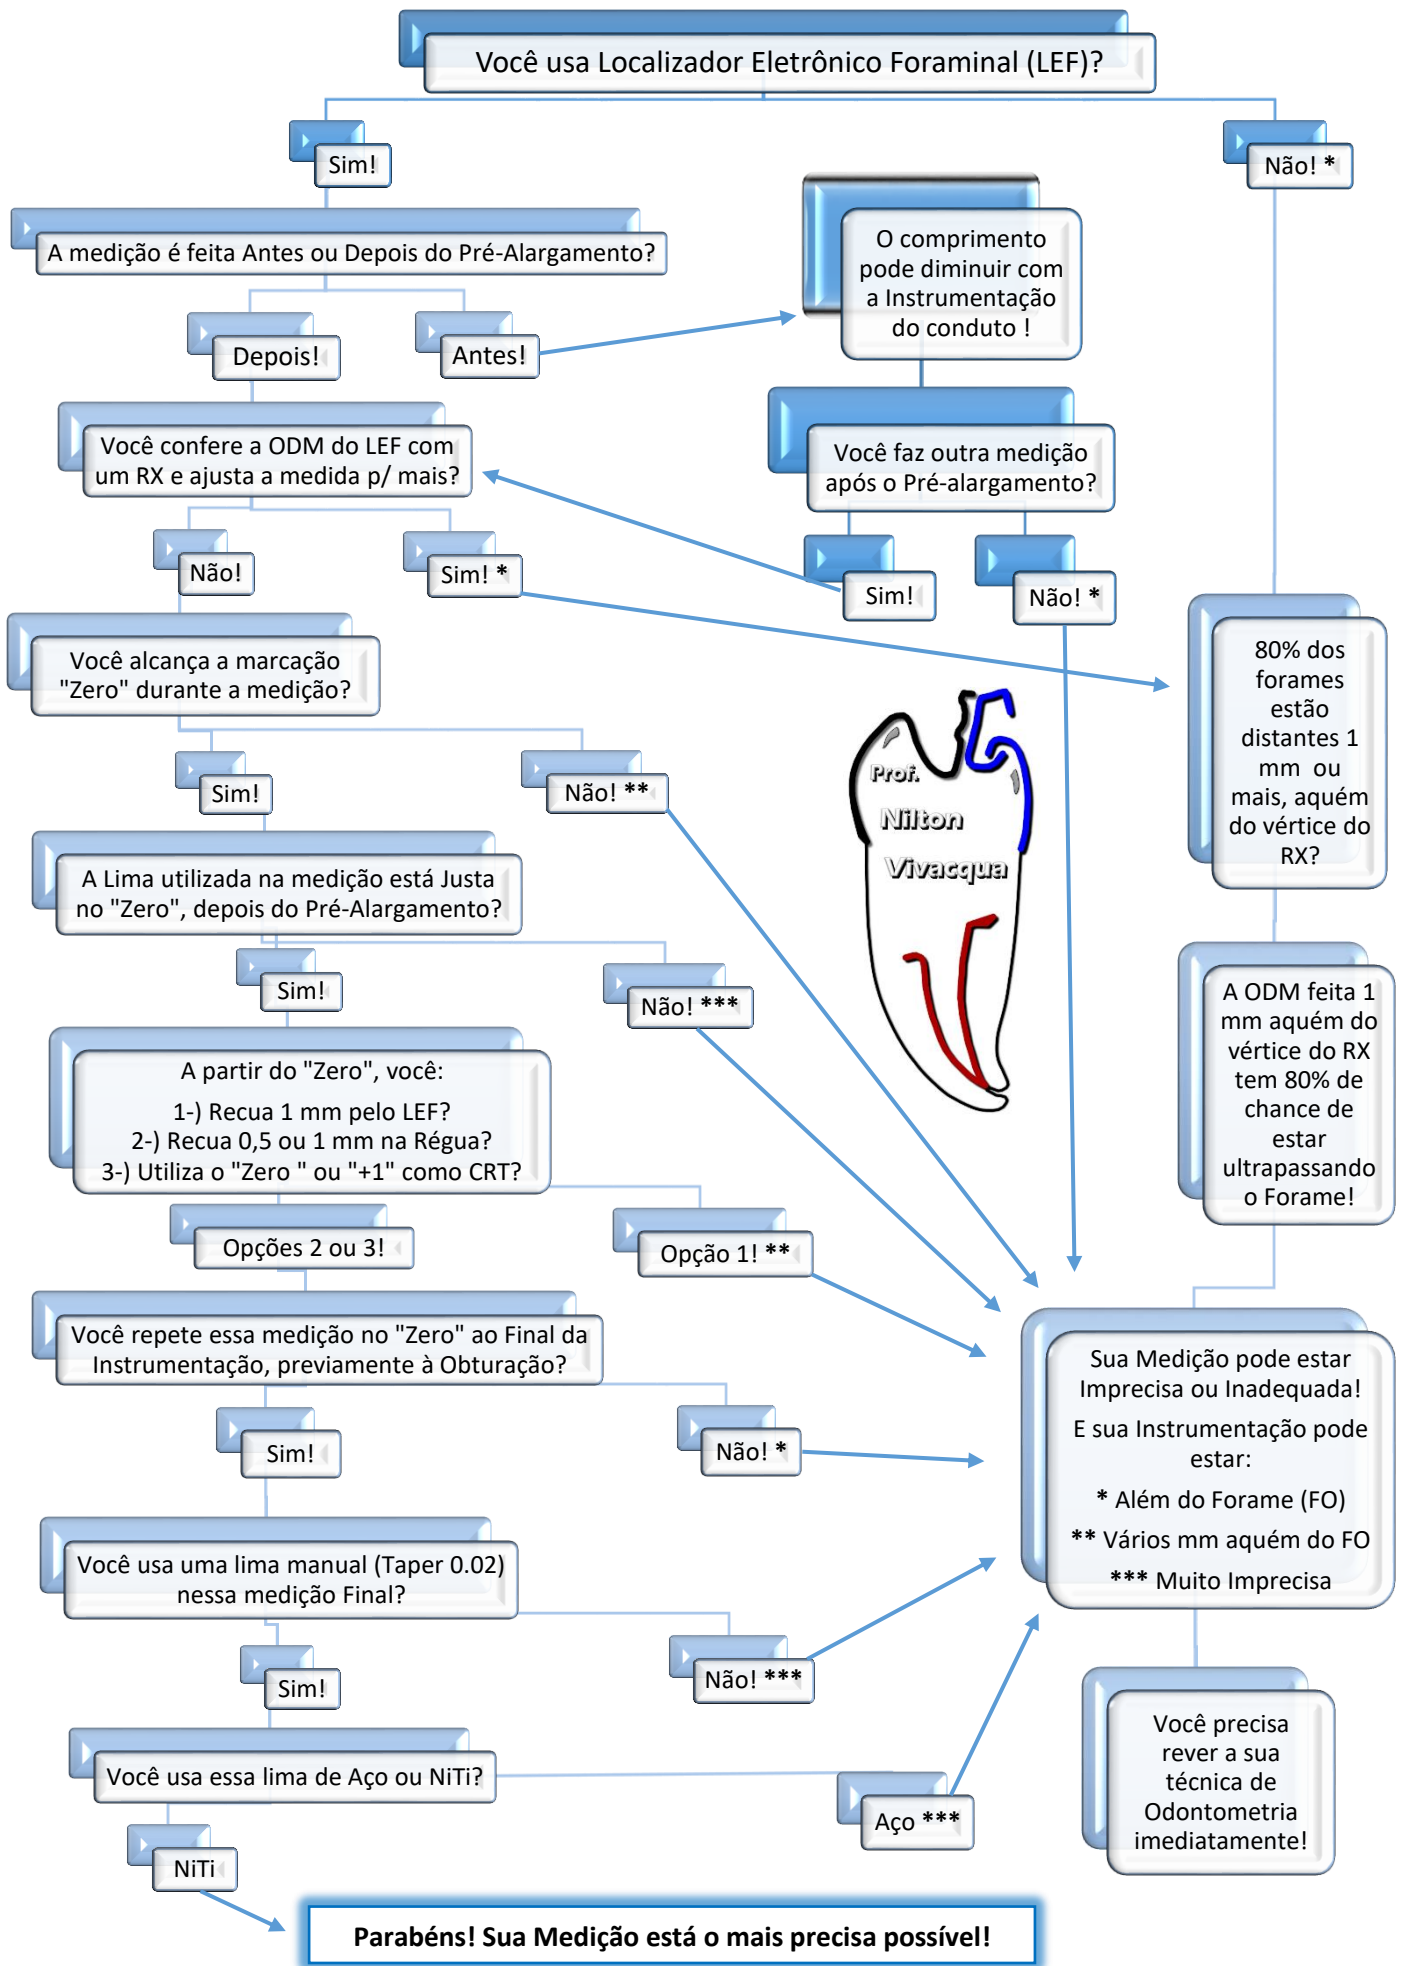 Você usa Localizador Eletrônico Foraminal (LEF)?
Sim!
Não! *
A medição é feita Antes ou Depois do Pré-Alargamento?
O comprimento
pode diminuir com
a Instrumentação
do conduto !
Depois!
Antes!
Você confere a ODM do LEF com
um RX e ajusta a medida p/ mais?
Você faz outra medição
após o Pré-alargamento?
Não!
Sim! *
Sim!
Não! *
Você alcança a marcação
"Zero" durante a medição?
80% dos
forames
estão
distantes 1
mm ou
mais, aquém
do vértice do
RX?
Sim!
Não! **
Prof.
Nilton
Vivacqua
A Lima utilizada na medição está Justa
no "Zero", depois do Pré-Alargamento?
Sim!
Não! ***
A ODM feita 1
mm aquém do
vértice do RX
tem 80% de
chance de
estar
ultrapassando
o Forame!
A partir do "Zero", você:
1-) Recua 1 mm pelo LEF?
2-) Recua 0,5 ou 1 mm na Régua?
3-) Utiliza o "Zero " ou "+1" como CRT?
Opções 2 ou 3!
Opção 1! **
Você repete essa medição no "Zero" ao Final da
Instrumentação, previamente à Obturação?
Sim!
Não! *
Sua Medição pode estar
Imprecisa ou Inadequada!
E sua Instrumentação pode
estar:
* Além do Forame (FO)
** Vários mm aquém do FO
*** Muito Imprecisa
Você usa uma lima manual (Taper 0.02)
nessa medição Final?
Sim!
Não! ***
Você usa essa lima de Aço ou NiTi?
Aço ***
NiTi
Você precisa
rever a sua
técnica de
Odontometria
imediatamente!
Parabéns! Sua Medição está o mais precisa possível!